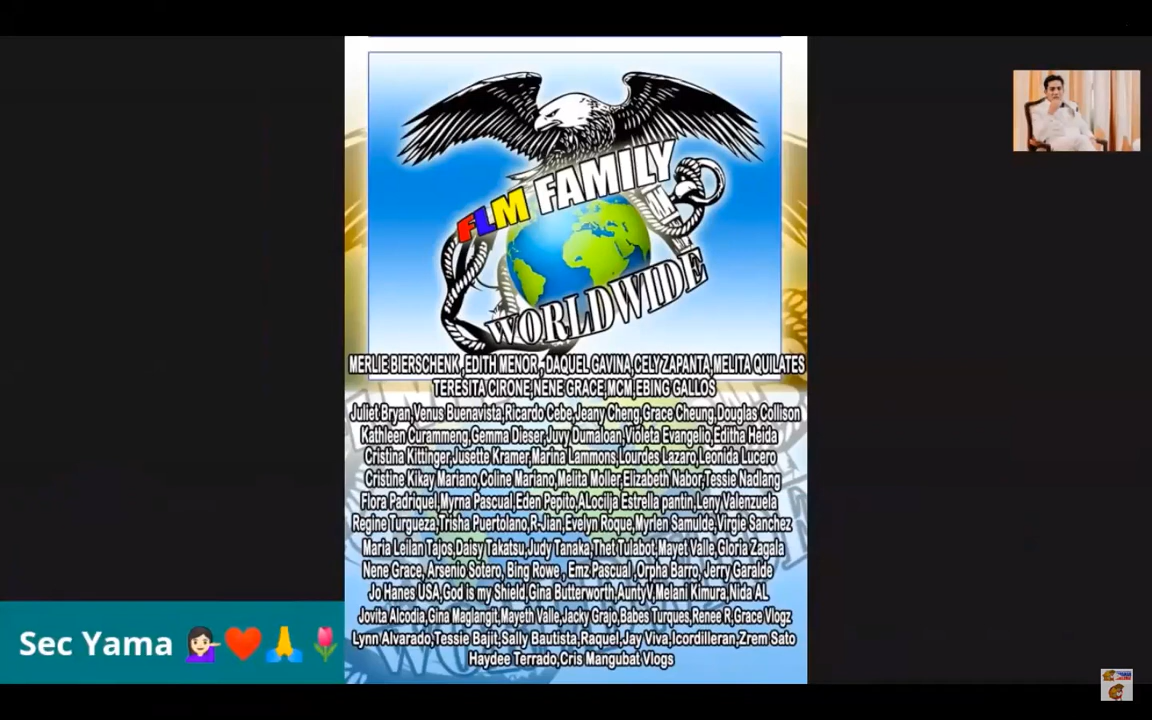 FLM FAMILY
WORLDWIDE
MERLIE BIERSCHENK ,EDITH MENOR , DAQUEL GAVINA,CELY ZAPANTA,MELITA QUILATES
TERESITA CIRONE,NENE GRACE,MCM,EBING GALLOS
Juliet Bryan,Venus Buenavista,Ricardo Cebe,Jeany Cheng,Grace Cheung,Douglas Collison
Kathleen Curammeng,Gemma Dieser,Juvy Dumaloan,Violeta Evangelio,Editha Heida
Cristina Kittinger,Jusette Kramer,Marina Lammons,Lourdes Lazaro,Leonida Lucero
Cristine Kikay Mariano,Coline Mariano,Melita Moller,Elizabeth Nabor,Tessie Nadlang
Flora Padriquel,Myrna Pascual,Eden Pepito,ALocilja Estrella pantin,Leny Valenzuela
Regine Turgueza,Trisha Puertolano,R-Jian,Evelyn Roque,Myrlen Samulde,Virgie Sanchez
Maria Leilan Tajos,Daisy Takatsu,Judy Tanaka,Thet Tulabot,Mayet Valle,Gloria Zagala
Nene Grace, Arsenio Sotero, Bing Rowe , Emz Pascual ,Orpha Barro, Jerry Garalde
Jo Hanes USA,God is my Shield,Gina Butterworth,AuntyV,Melani Kimura,Nida AL
Jovita Alcodia,Gina Maglangit,Mayeth Valle,Jacky Grajo,Babes Turques,Renee R,Grace Vlogz
Lynn Alvarado,Tessie Bajit,Sally Bautista,Raquel,Jay Viva,Icordilleran,Zrem Sato
Haydee Terrado,Cris Mangubat Vlogs
Sec Yama 💁🏻‍♀️❤️🙏🌷